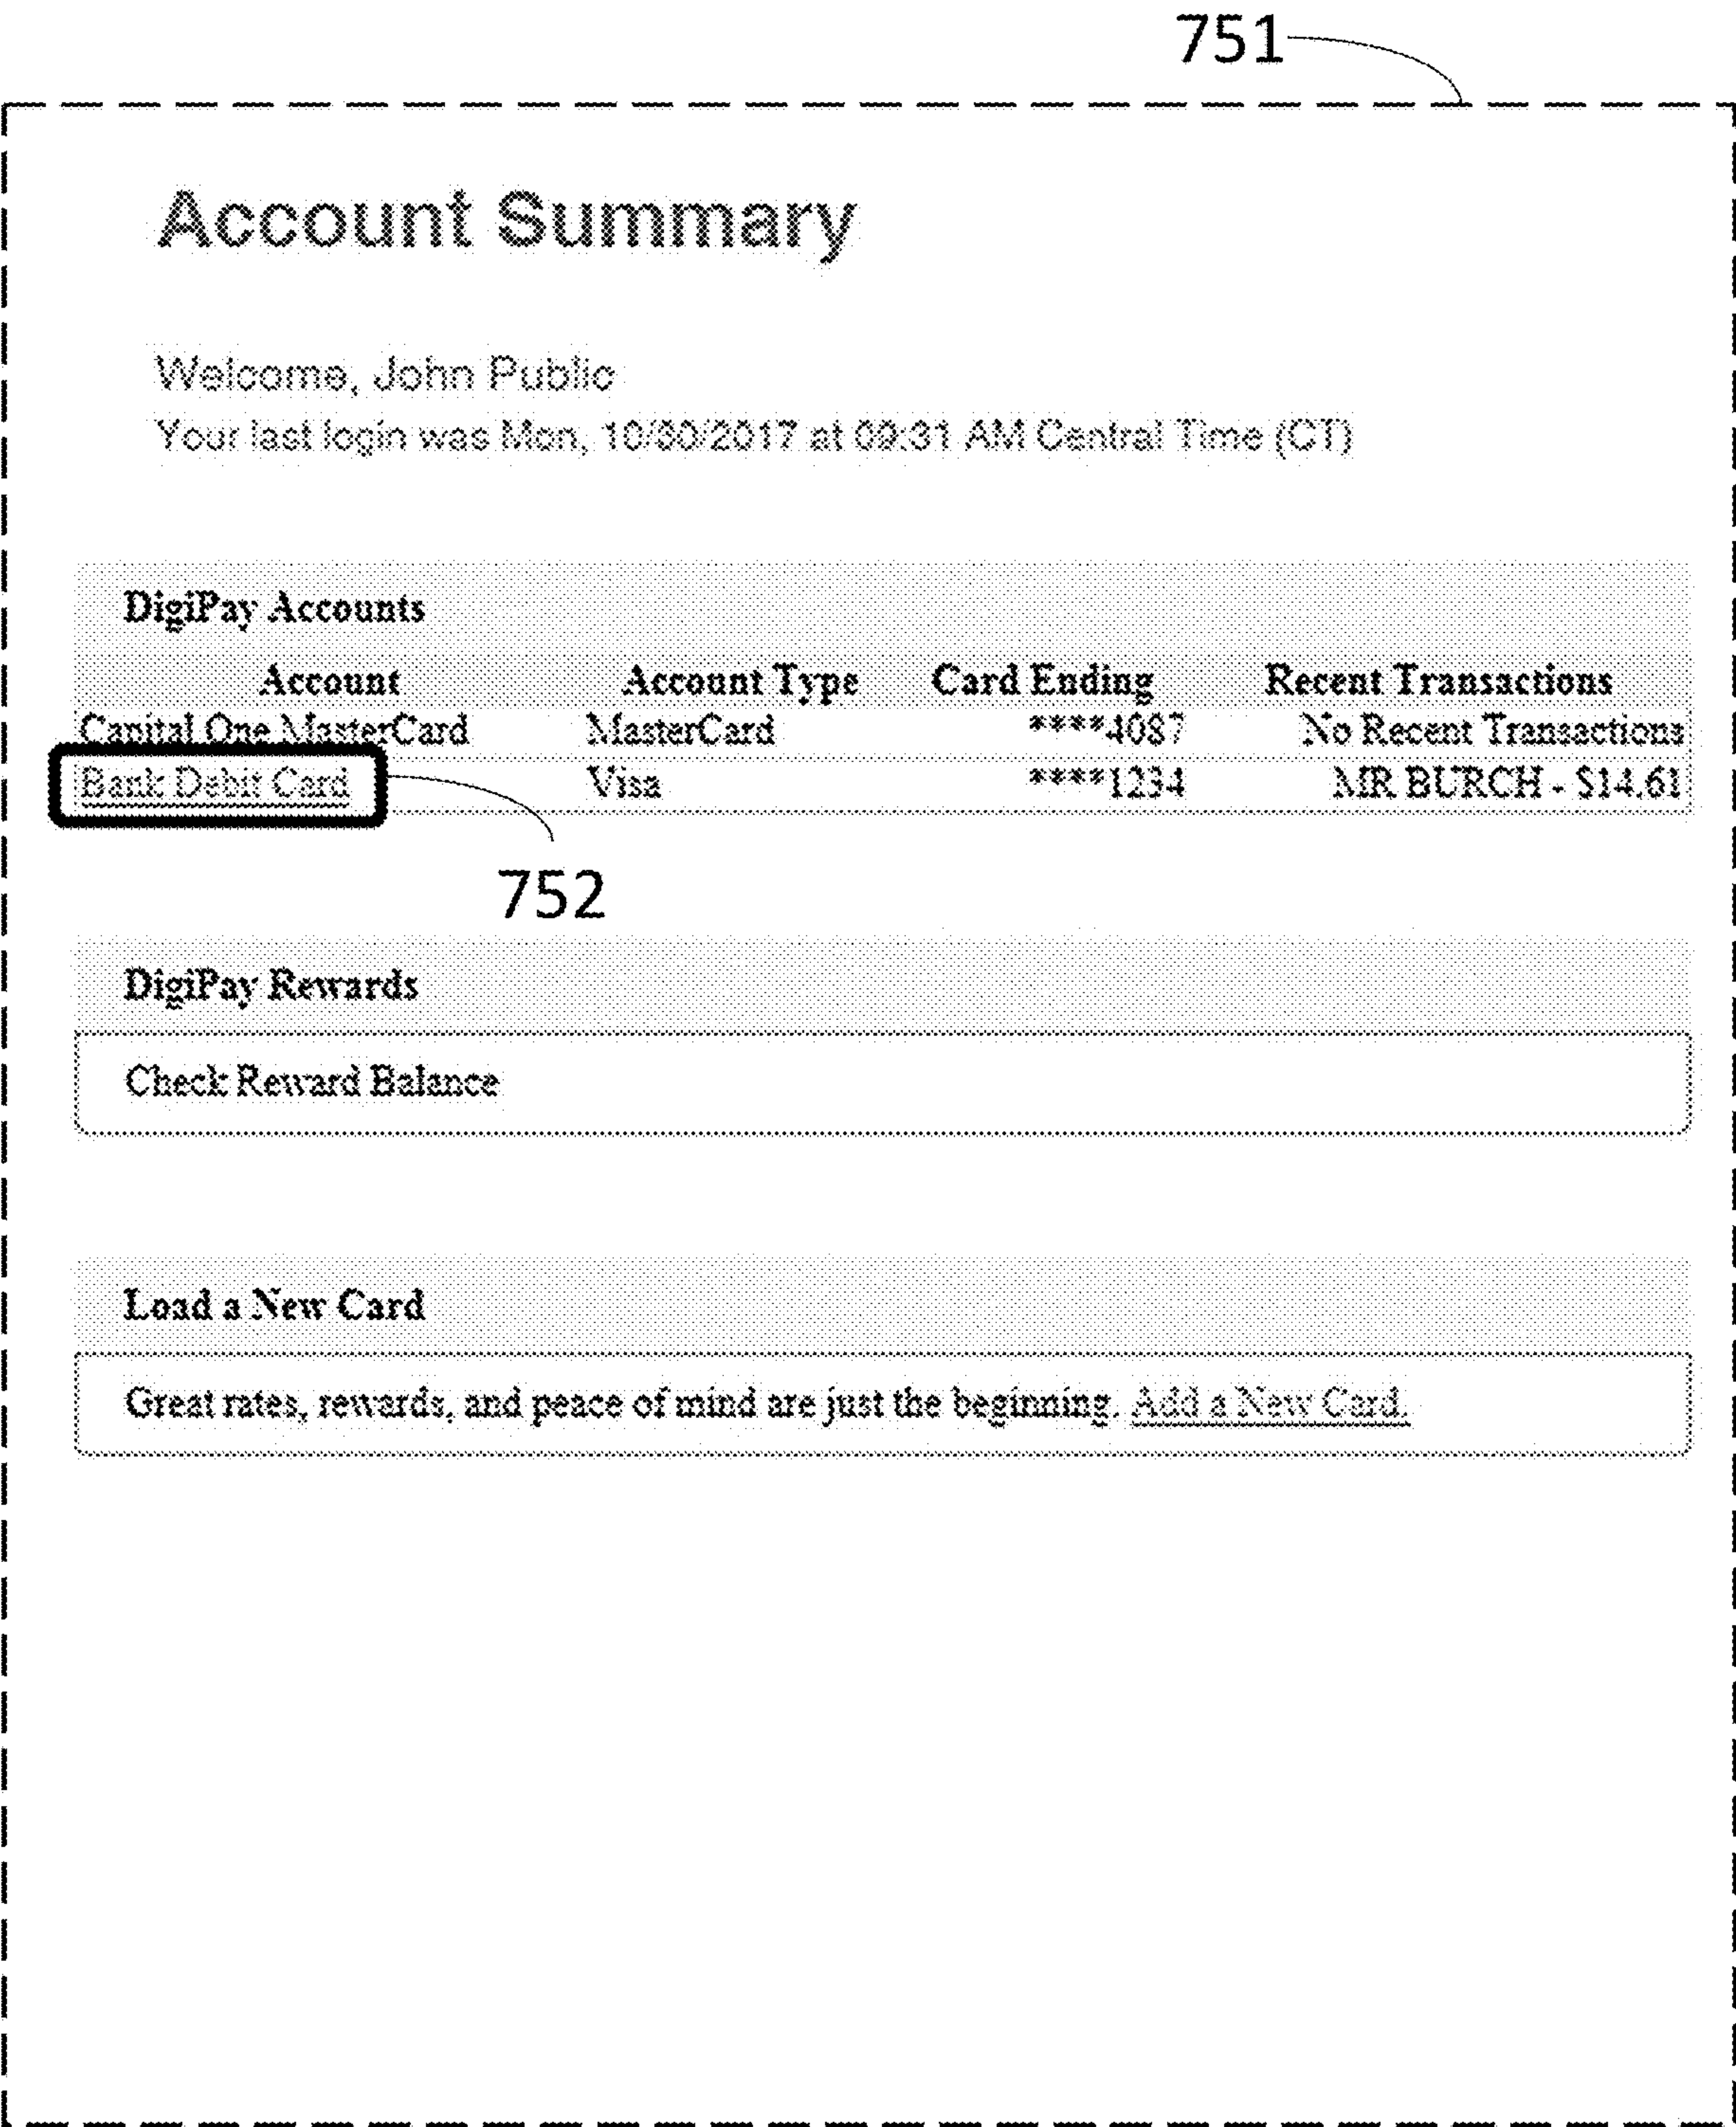 751
Account Summary
Welcome, John Public
Your last login was Mon, 10/30/2017 at 09:31 AM Central Time (CT)
DigiPay Accounts
Account Account Type Card Ending Recent Transactions
Capital One MasterCard MasterCard ****4087 No Recent Transactions
Bank Debit Card Visa ****1234 MR BURCH - $14.61
752
DigiPay Rewards
Check Reward Balance
Load a New Card
Great rates, rewards, and peace of mind are just the beginning. Add a New Card.